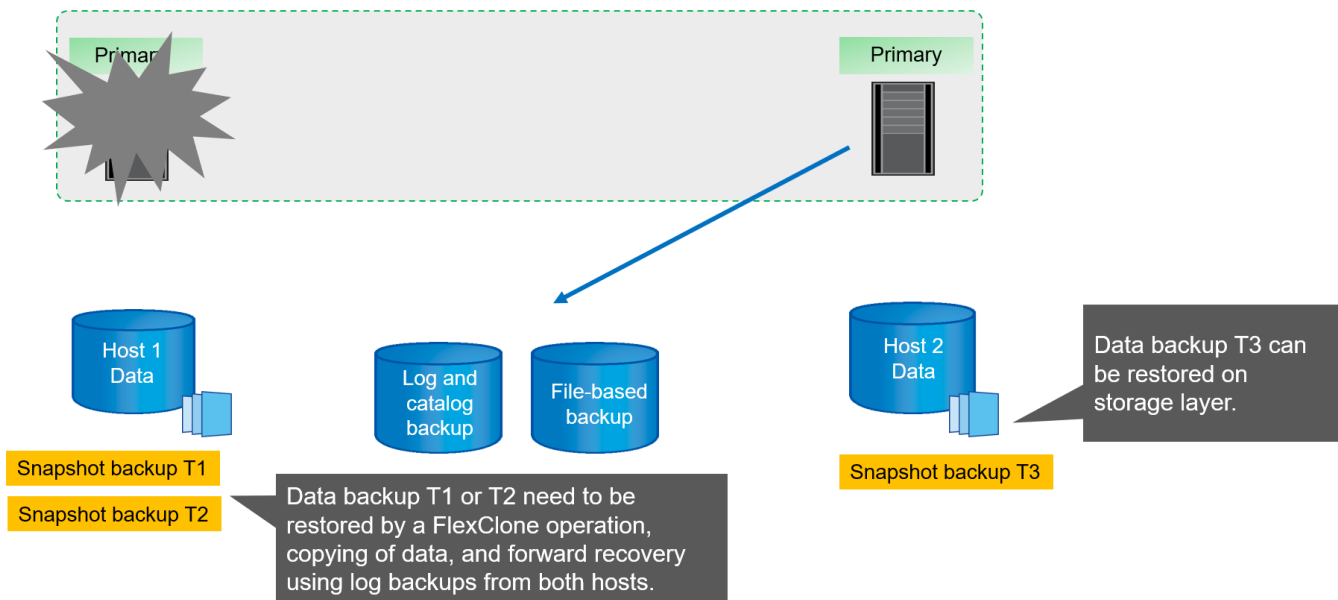 Primar
Primary
Host 1
Data
Log and
catalog
backup
File-based
backup
Host 2
Data
Data backup T3 can
be restored on
storage layer.
Snapshot backup T1
Snapshot backup T2
Snapshot backup T3
Data backup T1 or T2 need to be
restored by a FlexClone operation,
copying of data, and forward recovery
using log backups from both hosts.